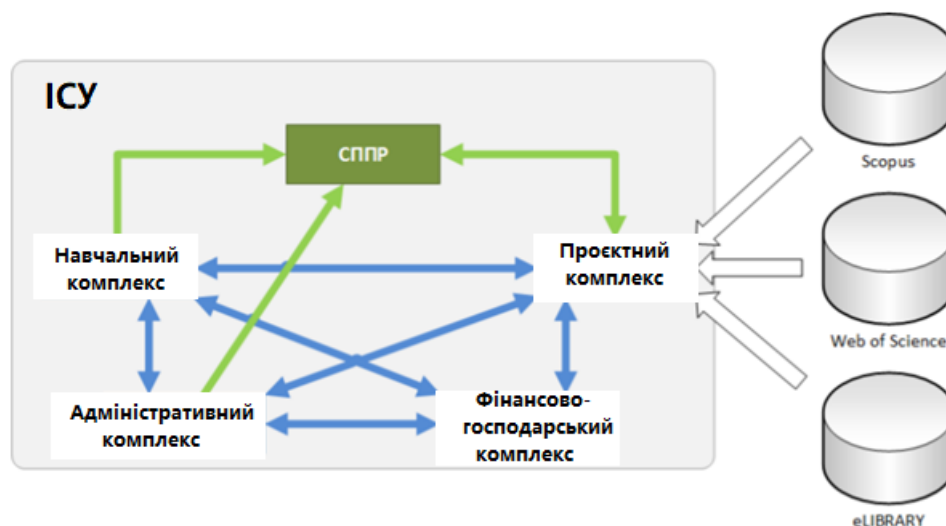 ІСУ
СППР
Scopus
Навчальний
комплекс
Проєктний
комплекс
Web of Science
Адміністративний
комплекс
Фінансово-
господарський
комплекс
eLIBRARY